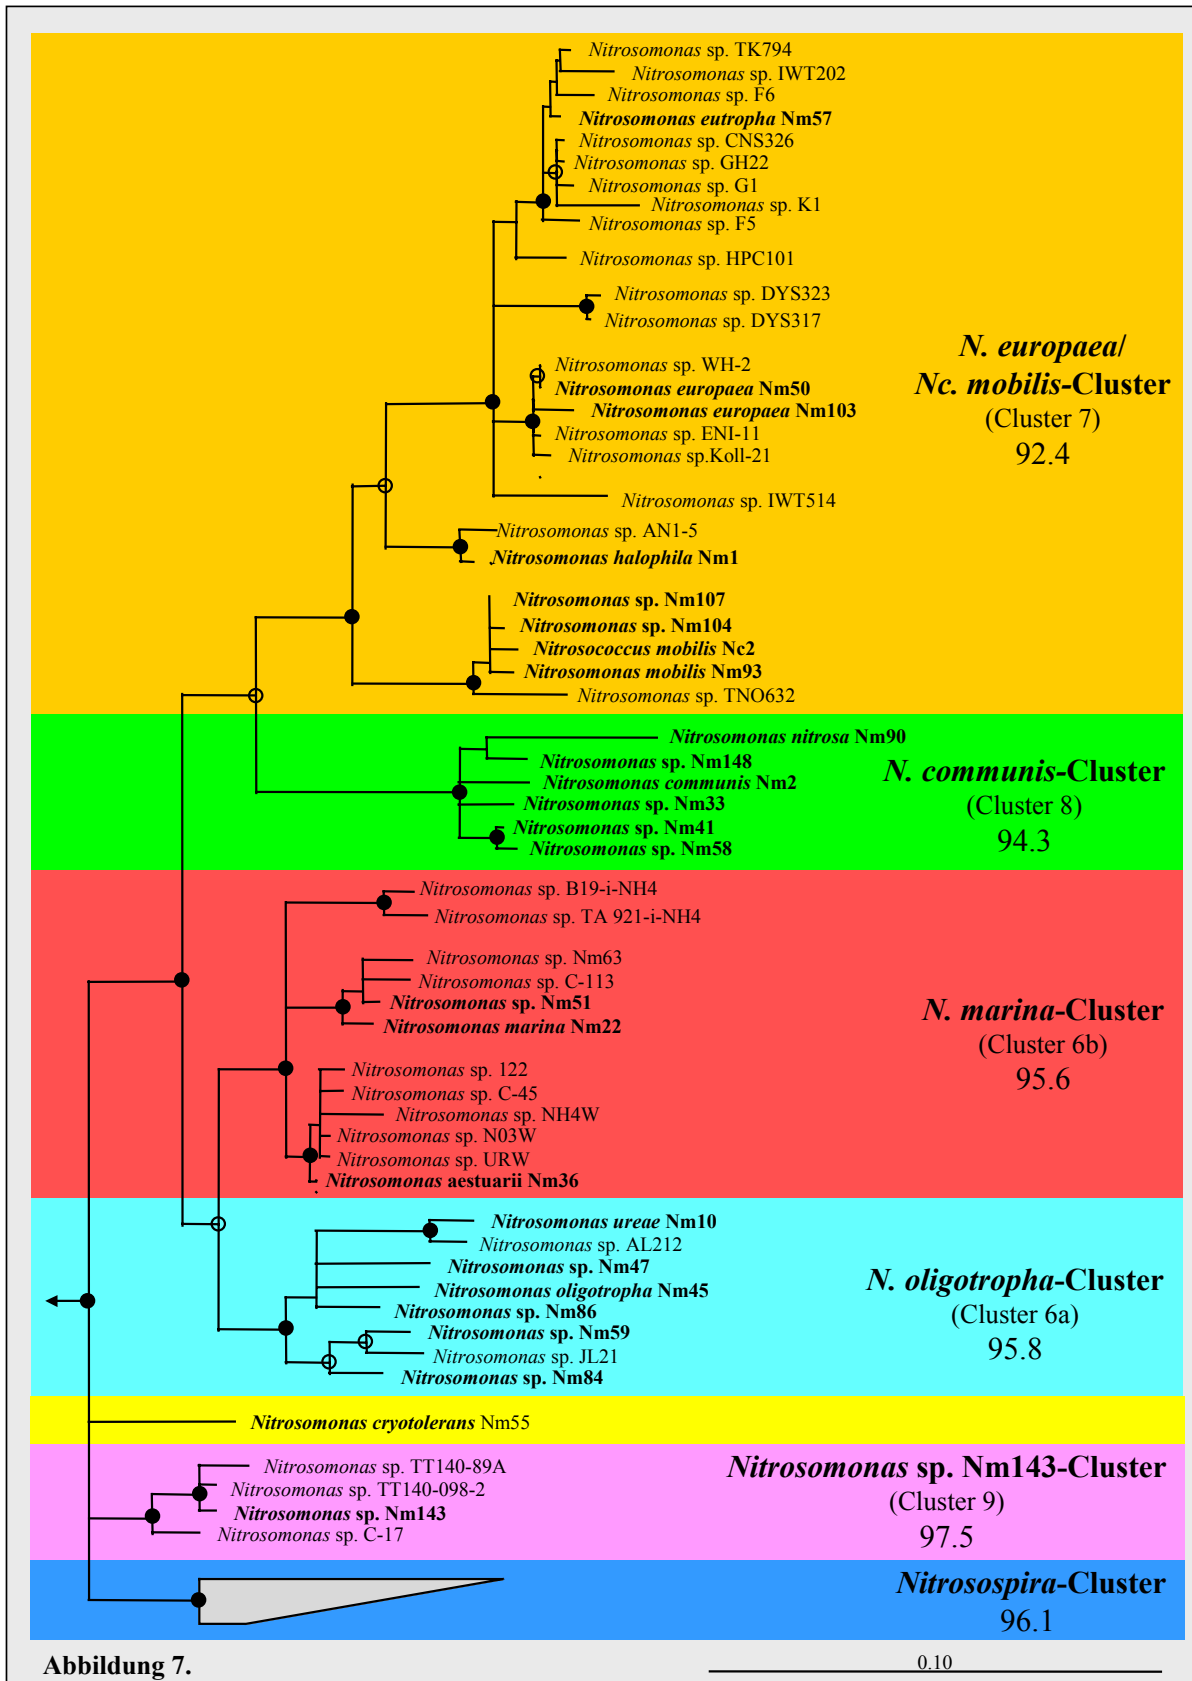 Nitrosomonas sp. TK794
Nitrosomonas sp. IWT202
Nitrosomonas sp. F6
Nitrosomonas eutropha Nm57
Nitrosomonas sp. CNS326
Nitrosomonas sp. GH22
Nitrosomonas sp. G1
Nitrosomonas sp. K1
Nitrosomonas sp. F5
Nitrosomonas sp. HPC101
Nitrosomonas sp. DYS323
Nitrosomonas sp. DYS317
Nitrosomonas sp. WH-2
Nitrosomonas europaea Nm50
Nitrosomonas europaea Nm103
Nitrosomonas sp. ENI-11
Nitrosomonas sp.Koll-21
Nitrosomonas sp. IWT514
Nitrosomonas sp. AN1-5
Nitrosomonas halophila Nm1
Nitrosomonas sp. Nm107
Nitrosomonas sp. Nm104
Nitrosococcus mobilis Nc2
Nitrosomonas mobilis Nm93
Nitrosomonas sp. TNO632
N. europaea/
Nc. mobilis-Cluster
(Cluster 7)
92.4
Nitrosomonas nitrosa Nm90
Nitrosomonas sp. Nm148
Nitrosomonas communis Nm2
Nitrosomonas sp. Nm33
Nitrosomonas sp. Nm41
Nitrosomonas sp. Nm58
N. communis-Cluster
(Cluster 8)
94.3
Nitrosomonas sp. B19-i-NH4
Nitrosomonas sp. TA 921-i-NH4
Nitrosomonas sp. Nm63
Nitrosomonas sp. C-113
Nitrosomonas sp. Nm51
Nitrosomonas marina Nm22
Nitrosomonas sp. 122
Nitrosomonas sp. C-45
Nitrosomonas sp. NH4W
Nitrosomonas sp. N03W
Nitrosomonas sp. URW
Nitrosomonas aestuarii Nm36
N. marina-Cluster
(Cluster 6b)
95.6
Nitrosomonas ureae Nm10
Nitrosomonas sp. AL212
Nitrosomonas sp. Nm47
Nitrosomonas oligotropha Nm45
Nitrosomonas sp. Nm86
Nitrosomonas sp. Nm59
Nitrosomonas sp. JL21
Nitrosomonas sp. Nm84
N. oligotropha-Cluster
(Cluster 6a)
95.8
Nitrosomonas cryotolerans Nm55
Nitrosomonas sp. TT140-89A
Nitrosomonas sp. TT140-098-2
Nitrosomonas sp. Nm143
Nitrosomonas sp. C-17
Nitrosomonas sp. Nm143-Cluster
(Cluster 9)
97.5
Nitrosospira-Cluster
96.1
Abbildung 7.
0.10